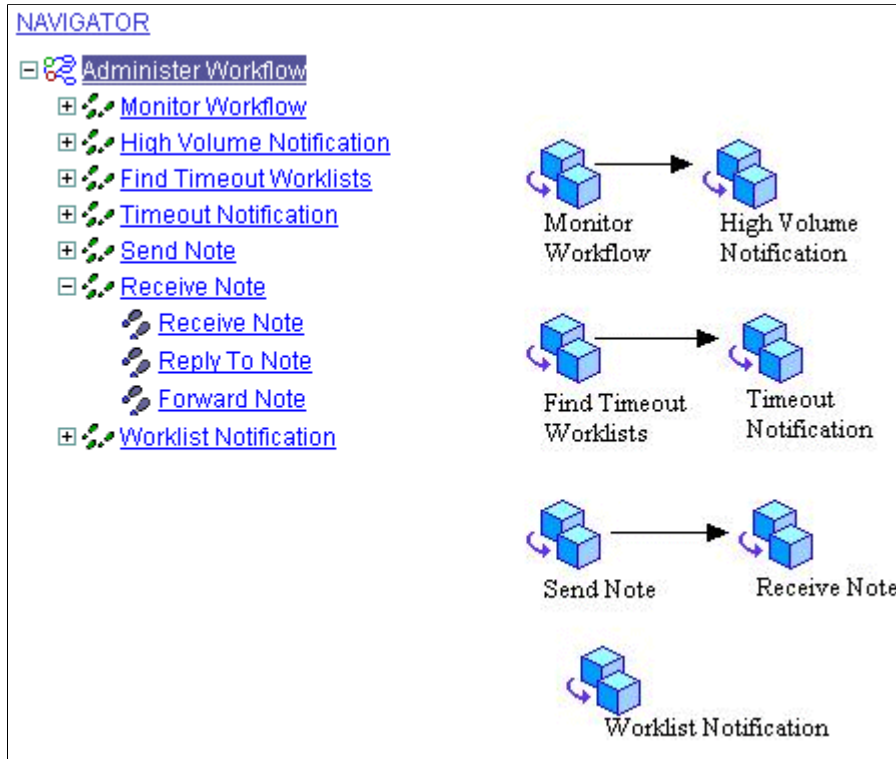 NAVIGATOR
Administer Workflow
Monitor Workflow
High Volume Notification
Find Timeout Worklists
Timeout Notification
Send Note
Receive Note
Receive Note
Reply To Note
Forward Note
Worklist Notification
Monitor
Workflow
High Volume
Notification
Find Timeout
Worklists
Timeout
Notification
Send Note
Receive Note
Worklist Notification